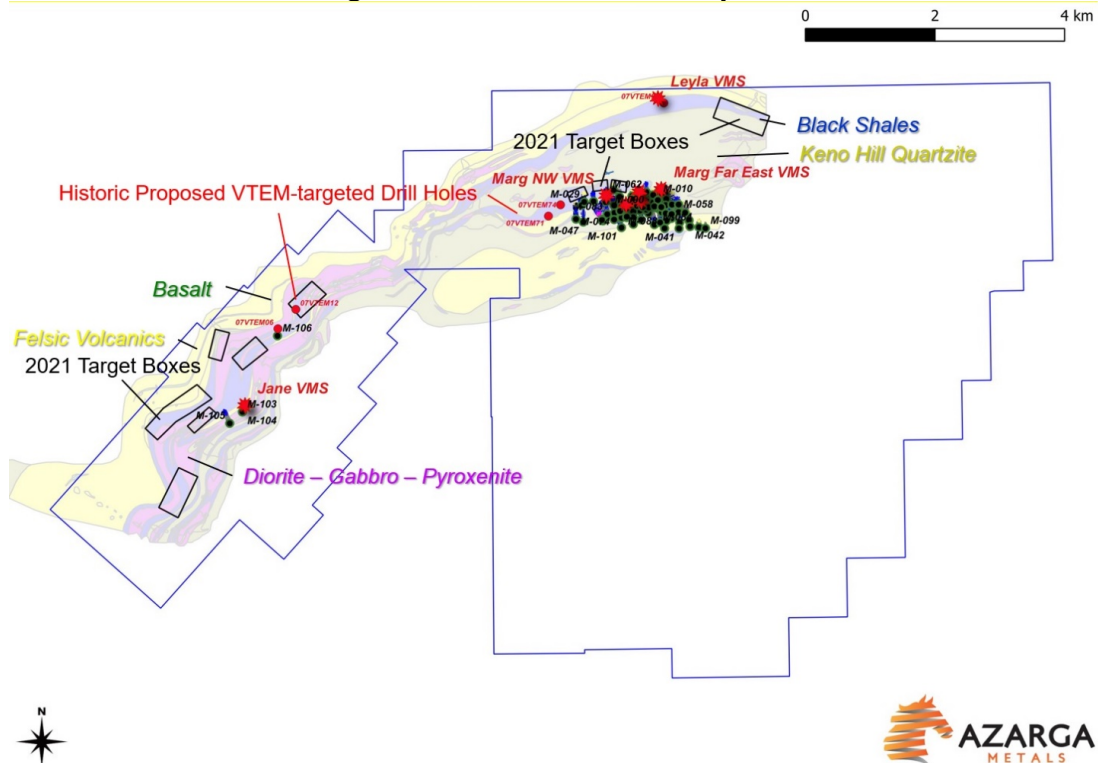 0 2 4 km
Leyla VMS
07VTEM
2021 Target Boxes
Black Shales
Keno Hill Quartzite
Marg NW VMS
Marg Far East VMS
M-062
M-010
M-029
Historic Proposed VTEM-targeted Drill Holes
07VTEM74
M-058
07VTEM71
M-099
M-047
M-101
M-041
M-042
Basalt
07VTEM12
07VTEM06
M-106
Felsic Volcanics
2021 Target Boxes
Jane VMS
M-103
M-105
M-104
Diorite – Gabbro – Pyroxenite
N
AZARGA
METALS